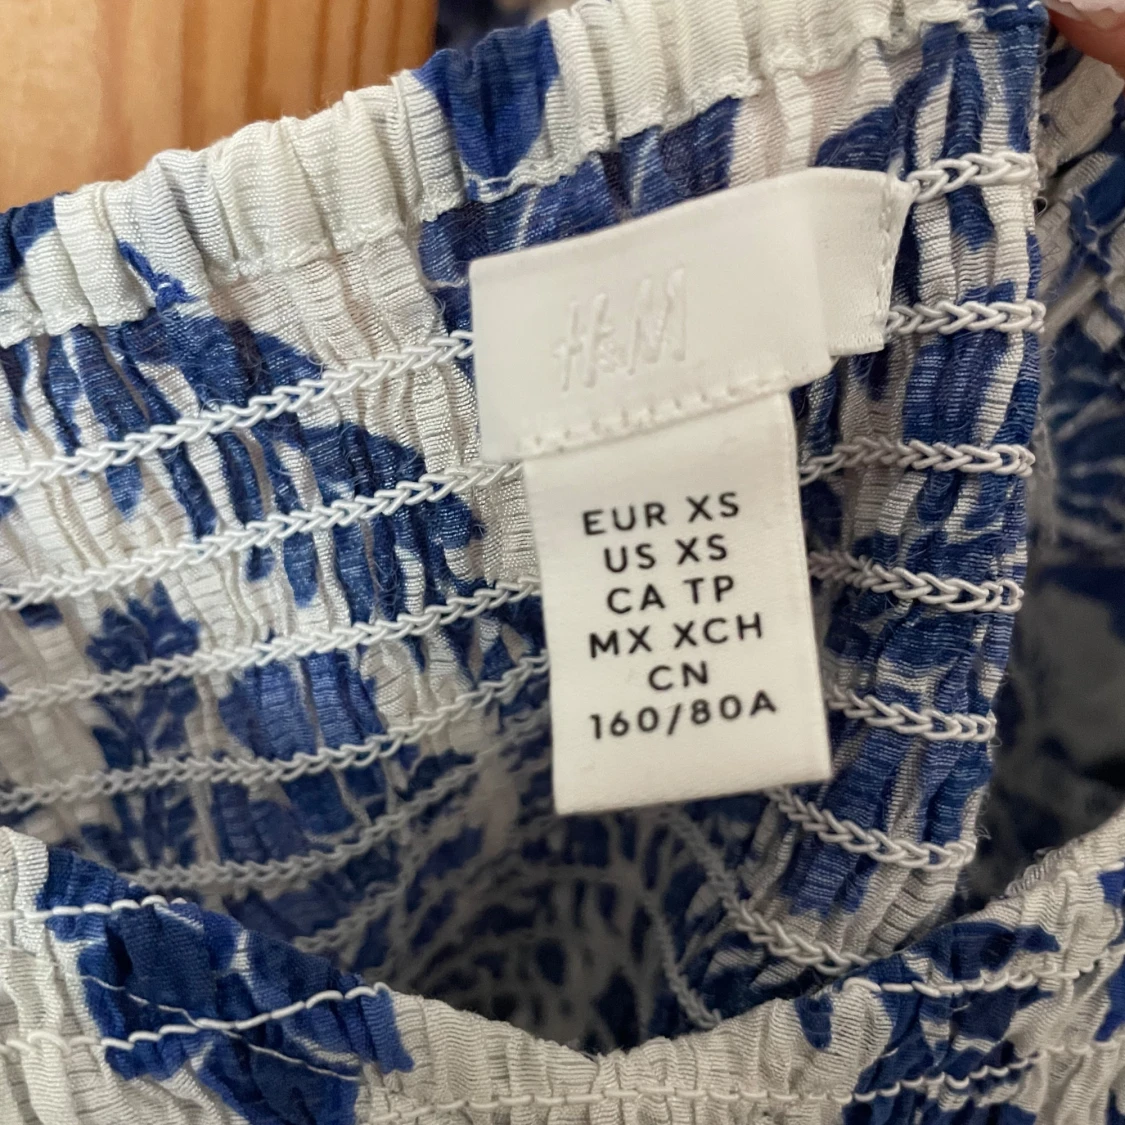 H&M
EUR XS
US XS
CA TP
MX XCH
CN
160/80A